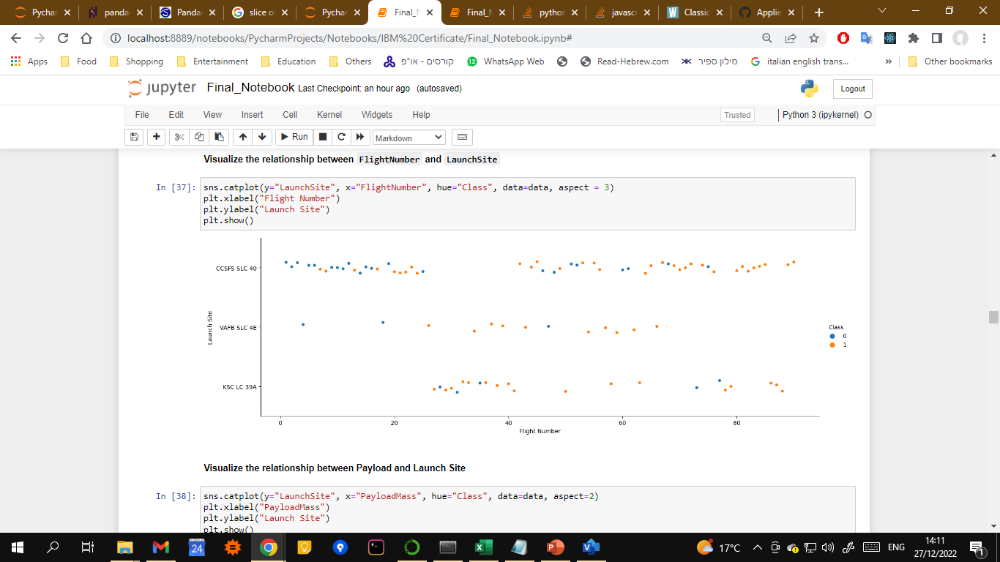 Pychar
panda
Panda
slice o
Pychar
Final_N
Final_N
python
javasc
Classic
Applie
localhost:8889/notebooks/PycharmProjects/Notebooks/IBM%20Certificate/Final_Notebook.ipynb#
Apps Food Shopping Entertainment Education Others קורסים - או"פ 12 WhatsApp Web Read-Hebrew.com מילון ספיר italian english trans... » Other bookmarks
jupyter Final_Notebook Last Checkpoint: an hour ago (autosaved) Logout
File Edit View Insert Cell Kernel Widgets Help Trusted Python 3 (ipykernel)
Run Markdown
Visualize the relationship between FlightNumber and LaunchSite
In [37]: sns.catplot(y="LaunchSite", x="FlightNumber", hue="Class", data=data, aspect = 3)
plt.xlabel("Flight Number")
plt.ylabel("Launch Site")
plt.show()
CCSFS SLC 40
VAFB SLC 4E
KSC LC 39A
Launch Site
Class
0
1
0 20 40 60 80
Flight Number
Visualize the relationship between Payload and Launch Site
In [38]: sns.catplot(y="LaunchSite", x="PayloadMass", hue="Class", data=data, aspect=2)
plt.xlabel("PayloadMass")
plt.ylabel("Launch Site")
plt.show()
24 17°C ENG 14:11
27/12/2022
1